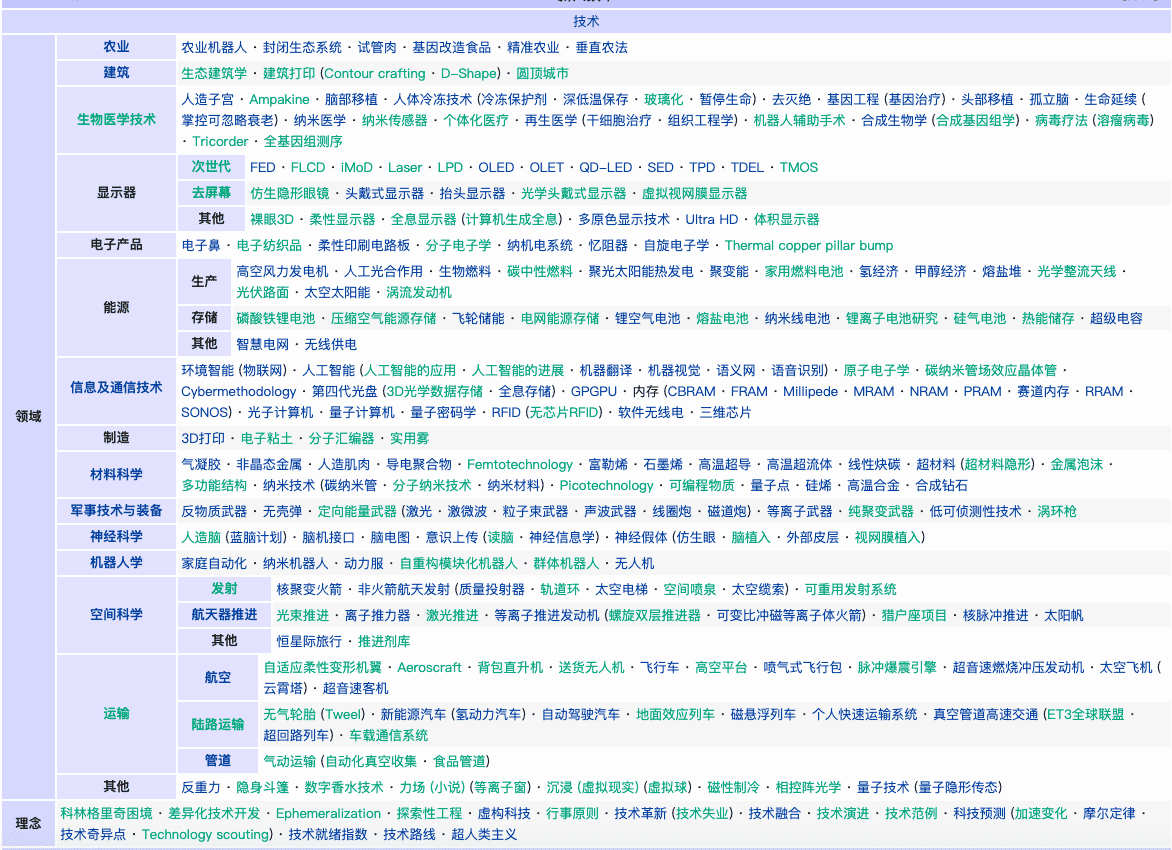 技术
领域
农业
农业机器人 · 封闭生态系统 · 试管肉 · 基因改造食品 · 精准农业 · 垂直农法
建筑
生态建筑学 · 建筑打印 (Contour crafting · D-Shape) · 圆顶城市
生物医学技术
人造子宫 · Ampakine · 脑部移植 · 人体冷冻技术 (冷冻保护剂 · 深低温保存 · 玻璃化 · 暂停生命) · 去灭绝 · 基因工程 (基因治疗) · 头部移植 · 孤立脑 · 生命延续 (
掌控可忽略衰老) · 纳米医学 · 纳米传感器 · 个体化医疗 · 再生医学 (干细胞治疗 · 组织工程学) · 机器人辅助手术 · 合成生物学 (合成基因组学) · 病毒疗法 (溶瘤病毒)
· Tricorder · 全基因组测序
显示器
次世代
FED · FLCD · iMoD · Laser · LPD · OLED · OLET · QD-LED · SED · TPD · TDEL · TMOS
去屏幕
仿生隐形眼镜 · 头戴式显示器 · 抬头显示器 · 光学头戴式显示器 · 虚拟视网膜显示器
其他
裸眼3D · 柔性显示器 · 全息显示器 (计算机生成全息) · 多原色显示技术 · Ultra HD · 体积显示器
电子产品
电子鼻 · 电子纺织品 · 柔性印刷电路板 · 分子电子学 · 纳机电系统 · 忆阻器 · 自旋电子学 · Thermal copper pillar bump
能源
生产
高空风力发电机 · 人工光合作用 · 生物燃料 · 碳中性燃料 · 聚光太阳能热发电 · 聚变能 · 家用燃料电池 · 氢经济 · 甲醇经济 · 熔盐堆 · 光学整流天线 ·
光伏路面 · 太空太阳能 · 涡流发动机
存储
磷酸铁锂电池 · 压缩空气能源存储 · 飞轮储能 · 电网能源存储 · 锂空气电池 · 熔盐电池 · 纳米线电池 · 锂离子电池研究 · 硅气电池 · 热能储存 · 超级电容
其他
智慧电网 · 无线供电
信息及通信技术
环境智能 (物联网) · 人工智能 (人工智能的应用 · 人工智能的进展 · 机器翻译 · 机器视觉 · 语义网 · 语音识别) · 原子电子学 · 碳纳米管场效应晶体管 ·
Cybermethodology · 第四代光盘 (3D光学数据存储 · 全息存储) · GPGPU · 内存 (CBRAM · FRAM · Millipede · MRAM · NRAM · PRAM · 赛道内存 · RRAM ·
SONOS) · 光子计算机 · 量子计算机 · 量子密码学 · RFID (无芯片RFID) · 软件无线电 · 三维芯片
制造
3D打印 · 电子粘土 · 分子汇编器 · 实用雾
材料科学
气凝胶 · 非晶态金属 · 人造肌肉 · 导电聚合物 · Femtotechnology · 富勒烯 · 石墨烯 · 高温超导 · 高温超流体 · 线性炔碳 · 超材料 (超材料隐形) · 金属泡沫 ·
多功能结构 · 纳米技术 (碳纳米管 · 分子纳米技术 · 纳米材料) · Picotechnology · 可编程物质 · 量子点 · 硅烯 · 高温合金 · 合成钻石
军事技术与装备
反物质武器 · 无壳弹 · 定向能量武器 (激光 · 激微波 · 粒子束武器 · 声波武器 · 线圈炮 · 磁道炮) · 等离子武器 · 纯聚变武器 · 低可侦测性技术 · 涡环枪
神经科学
人造脑 (蓝脑计划) · 脑机接口 · 脑电图 · 意识上传 (读脑 · 神经信息学) · 神经假体 (仿生眼 · 脑植入 · 外部皮层 · 视网膜植入)
机器人学
家庭自动化 · 纳米机器人 · 动力服 · 自重构模块化机器人 · 群体机器人 · 无人机
空间科学
发射
核聚变火箭 · 非火箭航天发射 (质量投射器 · 轨道环 · 太空电梯 · 空间喷泉 · 太空缆索) · 可重用发射系统
航天器推进
光束推进 · 离子推力器 · 激光推进 · 等离子推进发动机 (螺旋双层推进器 · 可变比冲磁等离子体火箭) · 猎户座项目 · 核脉冲推进 · 太阳帆
其他
恒星际旅行 · 推进剂库
运输
航空
自适应柔性变形机翼 · Aeroscraft · 背包直升机 · 送货无人机 · 飞行车 · 高空平台 · 喷气式飞行包 · 脉冲爆震引擎 · 超音速燃烧冲压发动机 · 太空飞机 (
云霄塔) · 超音速客机
陆路运输
无气轮胎 (Tweel) · 新能源汽车 (氢动力汽车) · 自动驾驶汽车 · 地面效应列车 · 磁悬浮列车 · 个人快速运输系统 · 真空管道高速交通 (ET3全球联盟 ·
超回路列车) · 车载通信系统
管道
气动运输 (自动化真空收集 · 食品管道)
其他
反重力 · 隐身斗篷 · 数字香水技术 · 力场 (小说) (等离子窗) · 沉浸 (虚拟现实) (虚拟球) · 磁性制冷 · 相控阵光学 · 量子技术 (量子隐形传态)
理念
科林格里奇困境 · 差异化技术开发 · Ephemeralization · 探索性工程 · 虚构科技 · 行事原则 · 技术革新 (技术失业) · 技术融合 · 技术演进 · 技术范例 · 科技预测 (加速变化 · 摩尔定律 ·
技术奇异点 · Technology scouting) · 技术就绪指数 · 技术路线 · 超人类主义